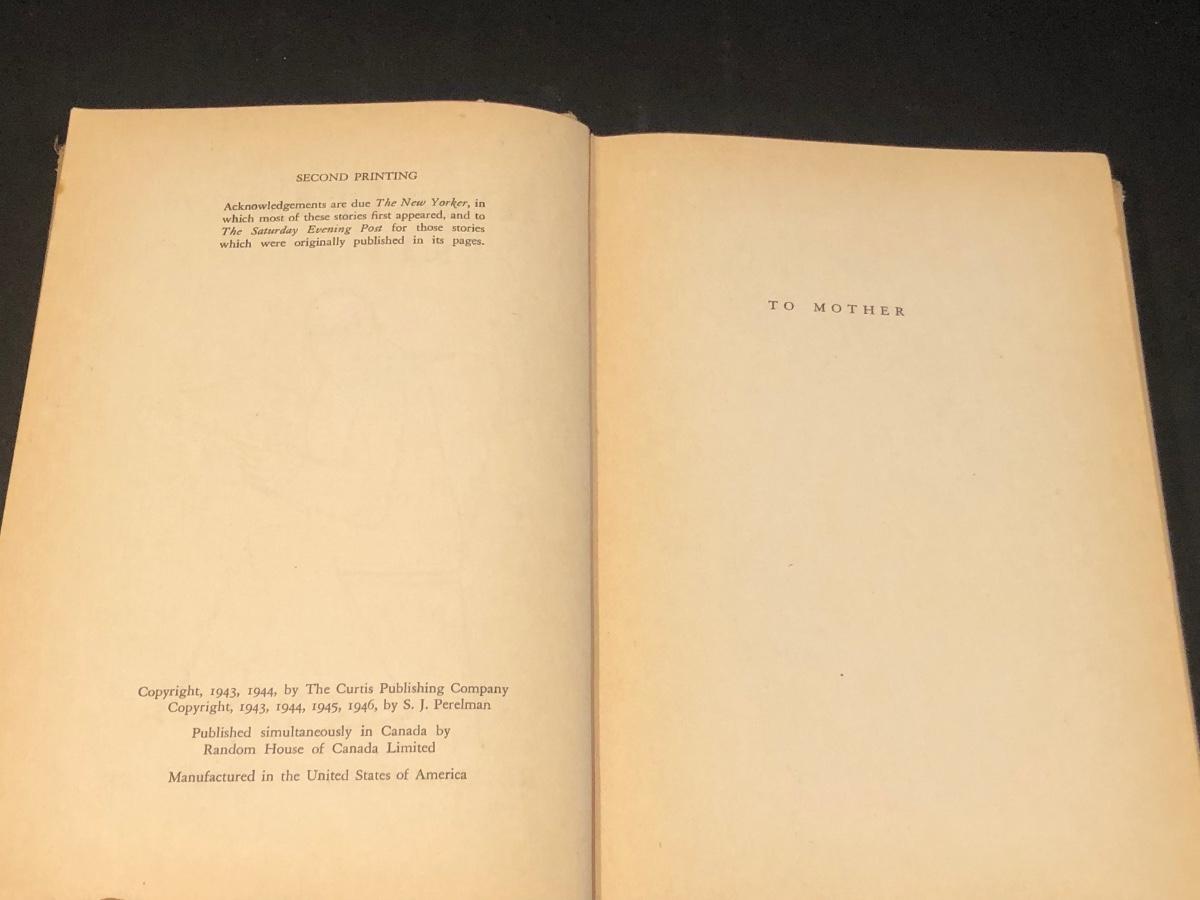 SECOND PRINTING
Acknowledgements are due The New Yorker, in
which most of these stories first appeared, and to
The Saturday Evening Post for those stories
which were originally published in its pages.
Copyright, 1943, 1944, by The Curtis Publishing Company
Copyright, 1943, 1944, 1945, 1946, by S. J. Perelman
Published simultaneously in Canada by
Random House of Canada Limited
Manufactured in the United States of America
TO MOTHER